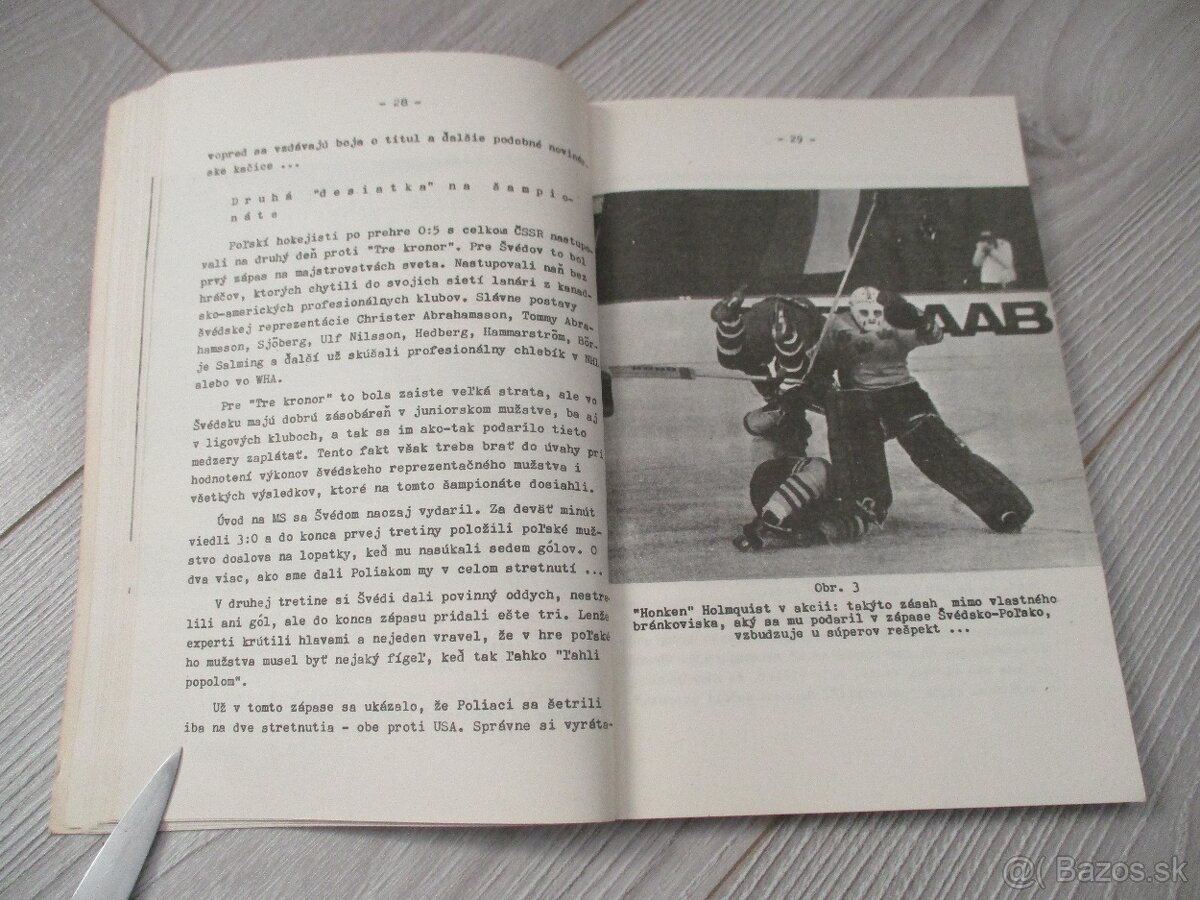 - 28 -
vopred sa vzdávajú boja o titul a ďalšie podobné novinár-
ske kačice ...
Druhá "desiatka" na šampio-
náte
Poľskí hokejisti po prehre 0:5 s celkom ČSSR nastupo-
vali na druhý deň proti "Tre kronor". Pre Švédov to bol
prvý zápas na majstrovstvách sveta. Nastupovali naň bez
hráčov, ktorých chytili do svojich sietí lanári z kanad-
sko-amerických profesionálnych klubov. Slávne postavy
švédskej reprezentácie Christer Abrahamsson, Tommy Abra-
hamsson, Sjöberg, Ulf Nilsson, Hedberg, Hammarström, Bör-
je Salming a ďalší už skúšali profesionálny chlebík v NHL
alebo vo WHA.
Pre "Tre kronor" to bola zaiste veľká strata, ale vo
Švédsku majú dobrú zásobáreň v juniorskom mužstve, ba aj
v ligových kluboch, a tak sa im ako-tak podarilo tieto
medzery zaplátať. Tento fakt však treba brať do úvahy pri
hodnotení výkonov švédskeho reprezentačného mužstva i
všetkých výsledkov, ktoré na tomto šampionáte dosiahli.
Úvod na MS sa Švédom naozaj vydaril. Za deväť minút
viedli 3:0 a do konca prvej tretiny položili poľské muž-
stvo doslova na lopatky, keď mu nasúkali sedem gólov. O
dva viac, ako sme dali Poliakom my v celom stretnutí ...
V druhej tretine si Švédi dali povinný oddych, nestre-
lili ani gól, ale do konca zápasu pridali ešte tri. Lenže
experti krútili hlavami a nejeden vravel, že v hre poľské
ho mužstva musel byť nejaký fígeľ, keď tak ľahko "ľahli
popolom".
Už v tomto zápase sa ukázalo, že Poliaci sa šetrili
iba na dve stretnutia - obe proti USA. Správne si vyráta-
- 29 -
AAB
Obr. 3
"Honken" Holmquist v akcii: takýto zásah mimo vlastného
bránkoviska, aký sa mu podaril v zápase Švédsko-Poľsko,
vzbudzuje u súperov rešpekt ...
@( Bazos.sk